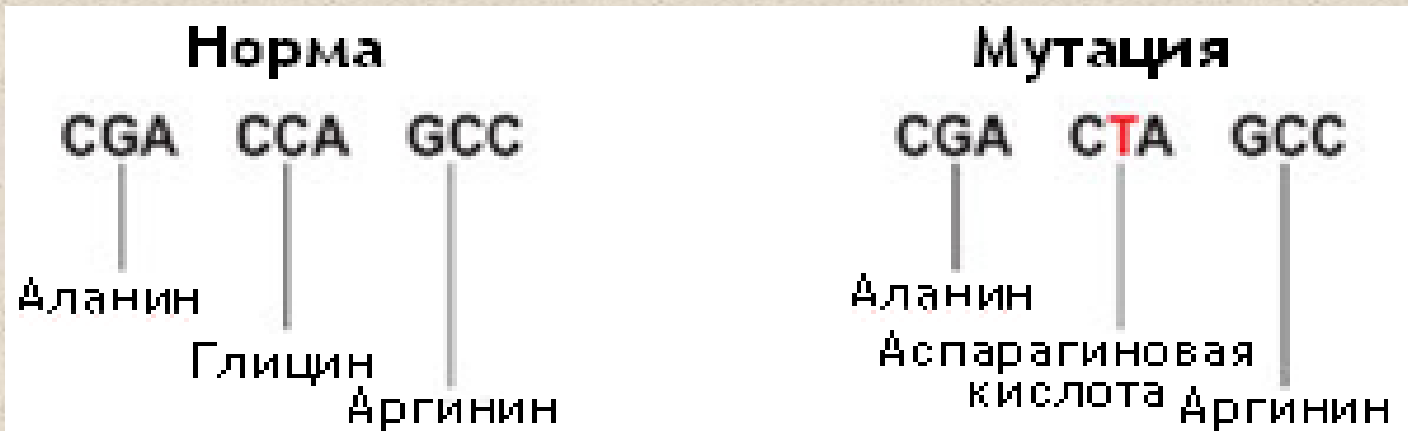 Норма
CGA CCA GCC
Аланин
Глицин
Аргинин
Мутация
CGA CTA GCC
Аланин
Аспарагиновая
кислота
Аргинин